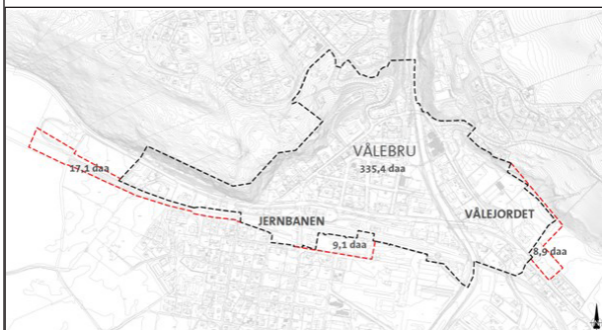 VÅLEBRU
335,4 daa
17,1 daa
JERNBANEN
VÅLEJORDET
9,1 daa
8,9 daa